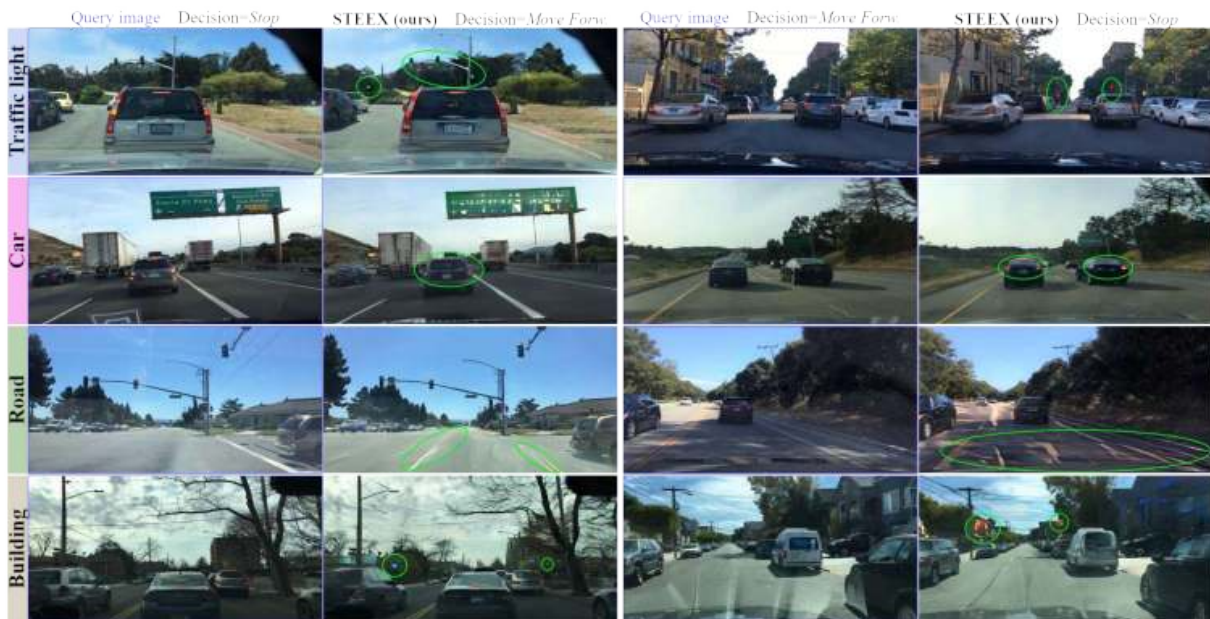 Query image Decision=Stop STEEX (ours) Decision=Move Forw. Query image Decision=Move Forw. STEEX (ours) Decision=Stop
Traffic light
Car
Road
Building